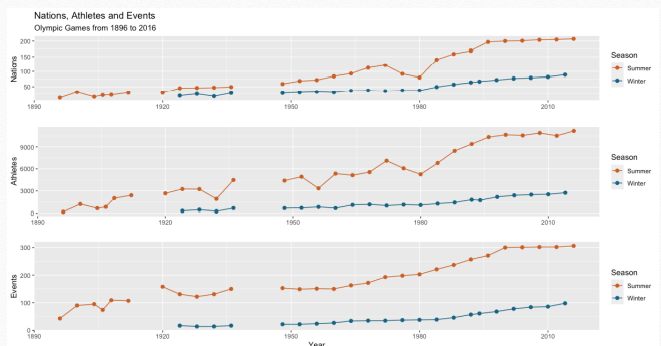 Nations, Athletes and Events
Olympic Games from 1896 to 2016
Nations
200
150
100
50
1890
1920
1950
1980
2010
Season
Summer
Winter
Athletes
9000
6000
3000
0
1890
1920
1950
1980
2010
Season
Summer
Winter
Events
300
200
100
0
1890
1920
1950
1980
2010
Season
Summer
Winter
Year